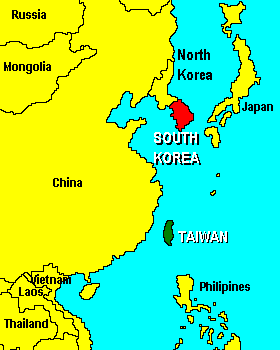 Russia
North
Korea
Mongolia
Japan
SOUTH
KOREA
China
TAIWAN
Vietnam
Laos
Philipines
Thailand